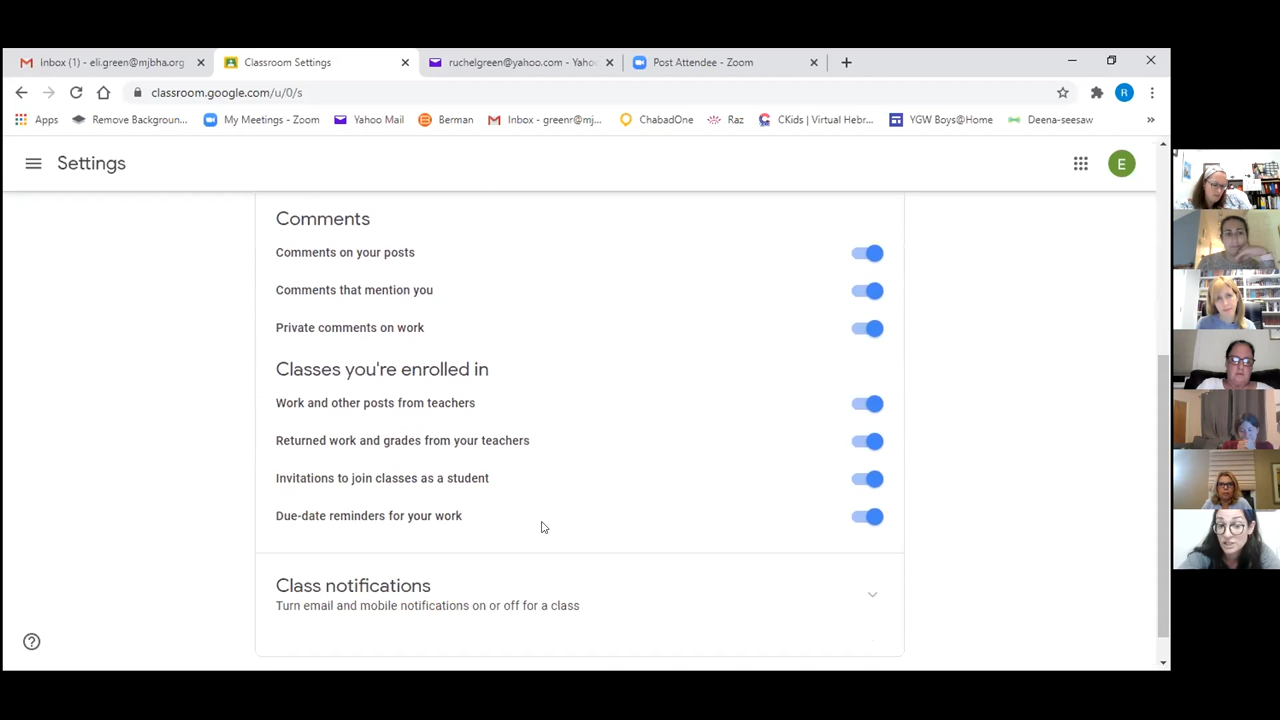 Inbox (1) - eli.green@mjbha.org
Classroom Settings
ruchelgreen@yahoo.com - Yaho
Post Attendee - Zoom
classroom.google.com/u/0/s
R
Apps
Remove Backgroun...
My Meetings - Zoom
Yahoo Mail
Berman
Inbox - greenr@mj...
ChabadOne
Raz
CKids | Virtual Hebr...
YGW Boys@Home
Deena-seesaw
»
Settings
E
Comments
Comments on your posts
Comments that mention you
Private comments on work
Classes you're enrolled in
Work and other posts from teachers
Returned work and grades from your teachers
Invitations to join classes as a student
Due-date reminders for your work
Class notifications
Turn email and mobile notifications on or off for a class